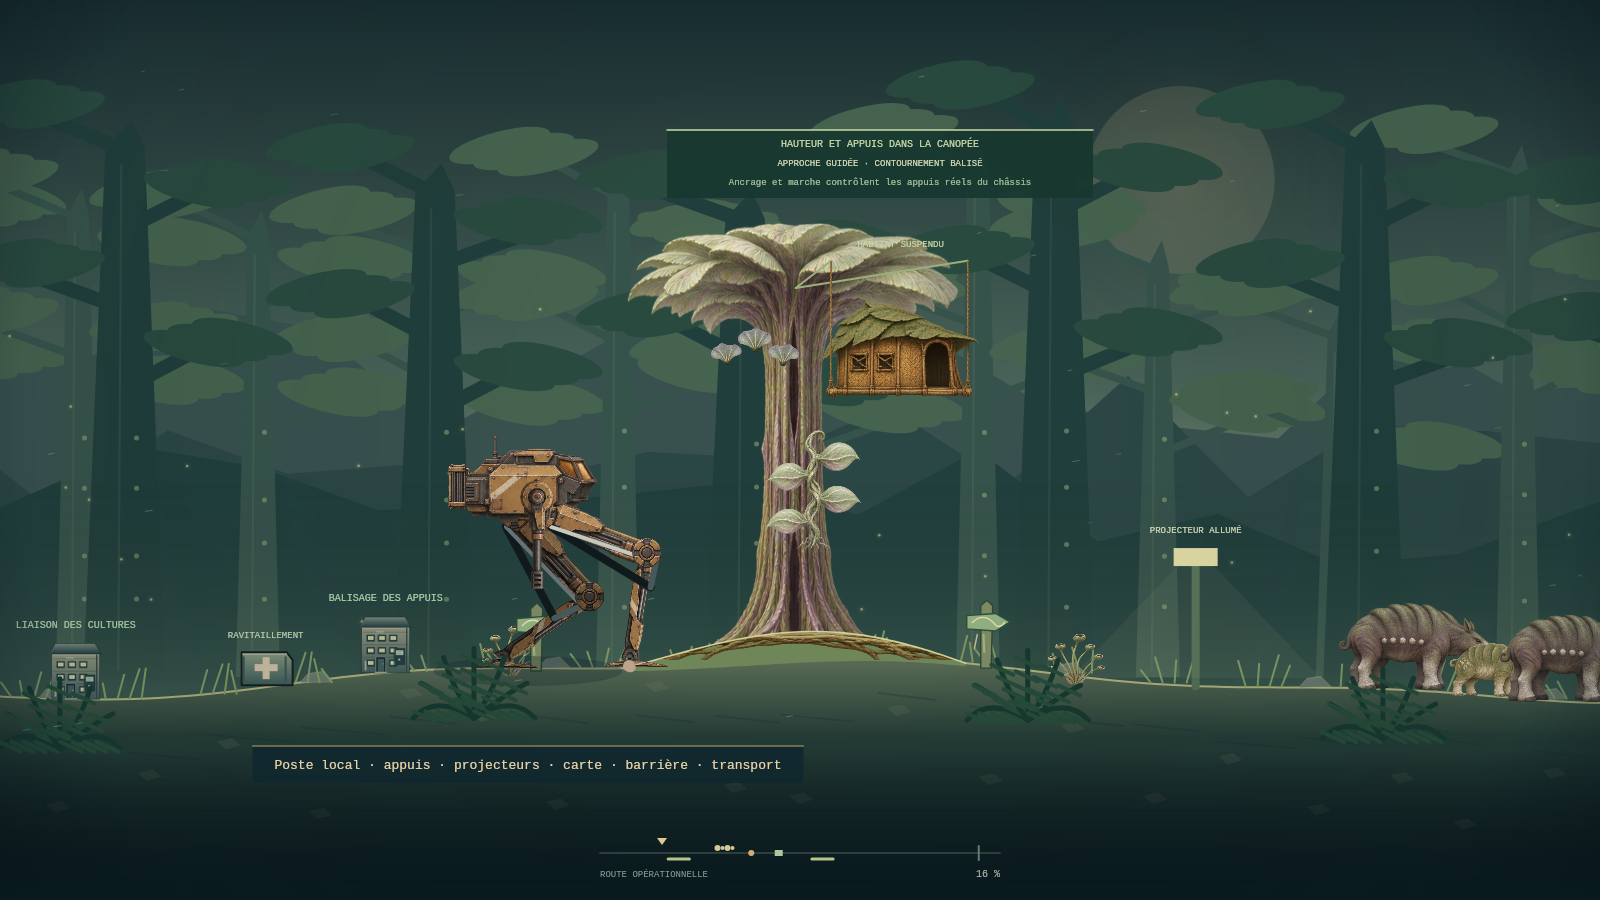 HAUTEUR ET APPUIS DANS LA CANOPÉE
APPROCHE GUIDÉE · CONTOURNEMENT BALISÉ
Ancrage et marche contrôlent les appuis réels du châssis
HABITAT SUSPENDU
PROJECTEUR ALLUMÉ
BALISAGE DES APPUIS
LIAISON DES CULTURES
RAVITAILLEMENT
Poste local · appuis · projecteurs · carte · barrière · transport
ROUTE OPÉRATIONNELLE
16 %